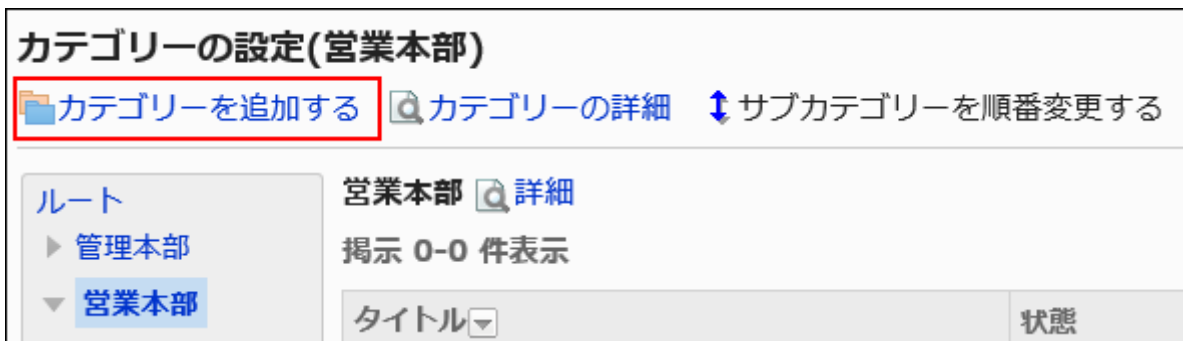 カテゴリーの設定(営業本部)
カテゴリーを追加する カテゴリーの詳細 サブカテゴリーを順番変更する
ルート
管理本部
営業本部
営業本部 詳細
掲示 0-0 件表示
タイトル 状態